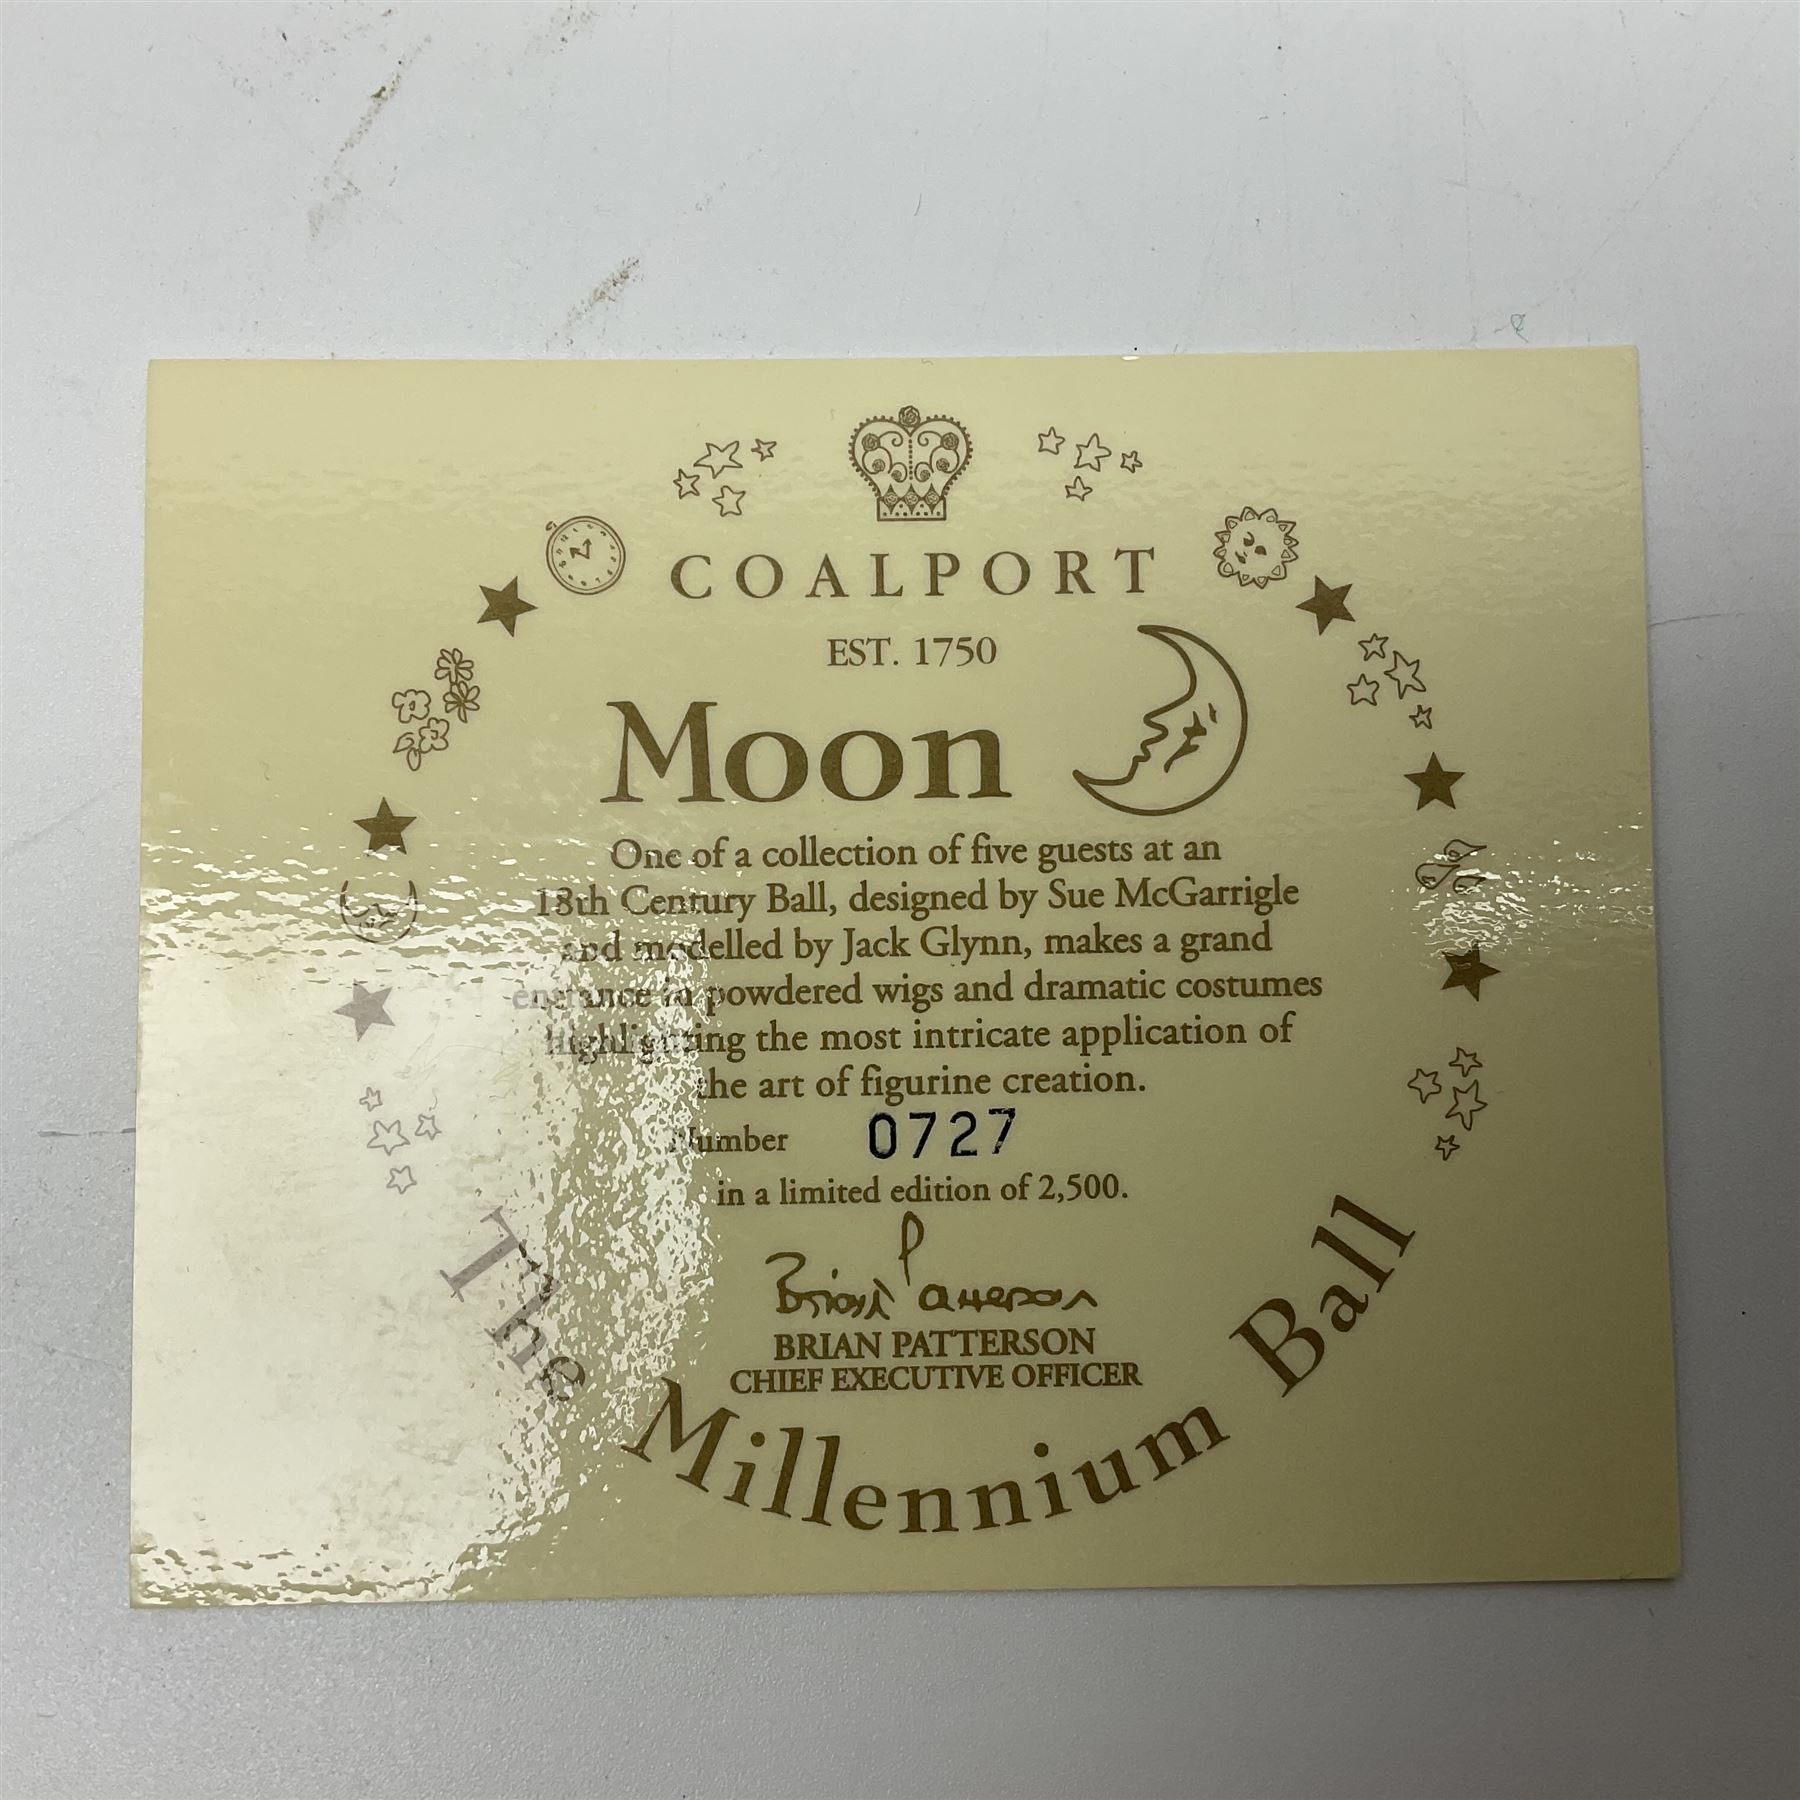 COALPORT
EST. 1750
Moon
One of a collection of five guests at an
18th Century Ball, designed by Sue McGarrigle
and modelled by Jack Glynn, makes a grand
entrance in powdered wigs and dramatic costumes
highlighting the most intricate application of
the art of figurine creation.
Number 0727
in a limited edition of 2,500.
Brian Patterson
BRIAN PATTERSON
CHIEF EXECUTIVE OFFICER
The Millennium Ball